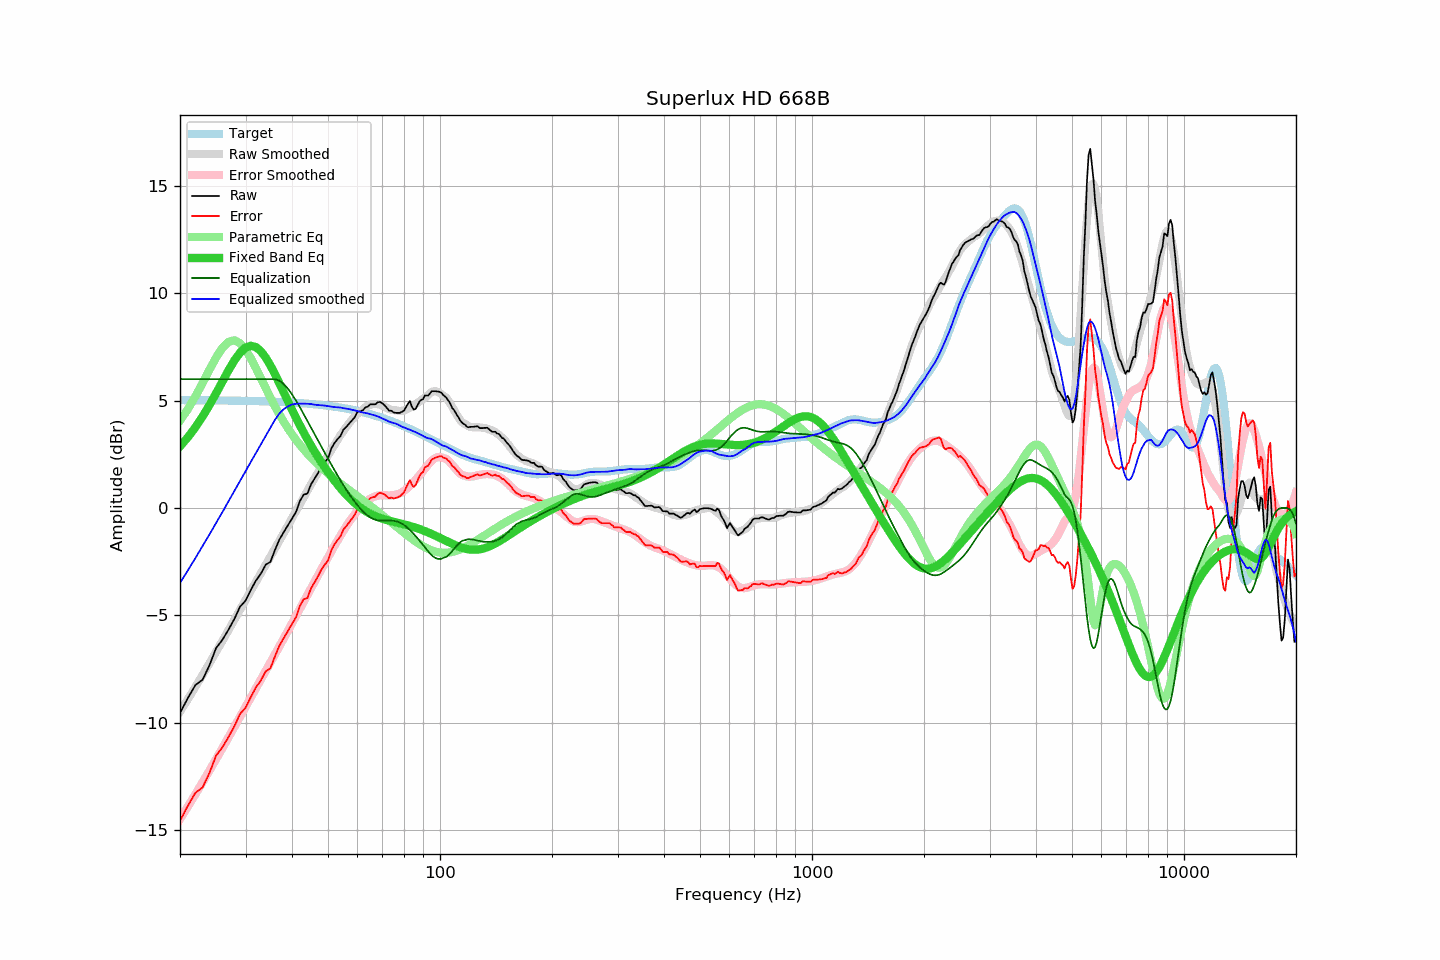 Superlux HD 668B
Target
Raw Smoothed
Error Smoothed
Raw
Error
Parametric Eq
Fixed Band Eq
Equalization
Equalized smoothed
15
10
5
0
−5
−10
−15
Amplitude (dBr)
100
1000
10000
Frequency (Hz)